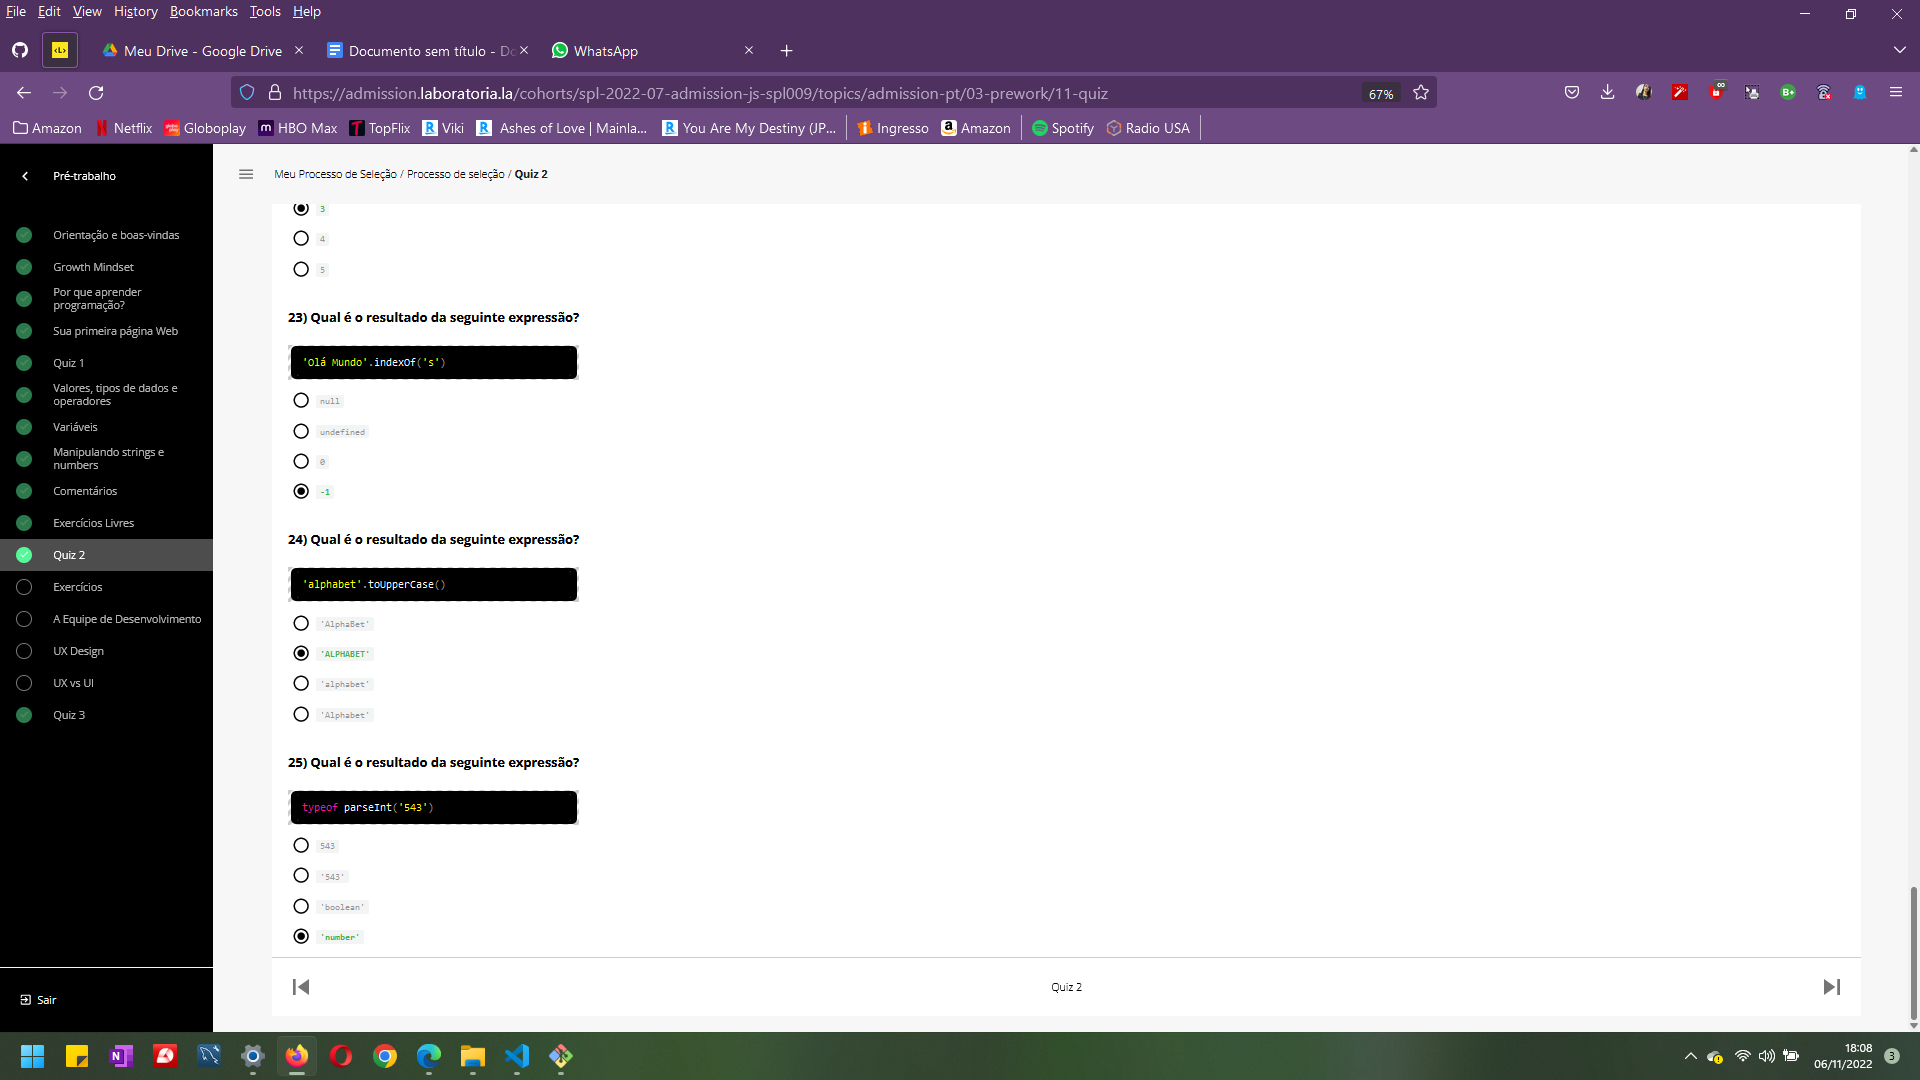 File Edit View History Bookmarks Tools Help
Meu Drive - Google Drive
Documento sem título - Do
WhatsApp
https://admission.laboratoria.la/cohorts/spl-2022-07-admission-js-spl009/topics/admission-pt/03-prework/11-quiz
67%
Amazon Netflix Globoplay HBO Max TopFlix Viki Ashes of Love | Mainla... You Are My Destiny (JP... Ingresso Amazon Spotify Radio USA
Pré-trabalho
Orientação e boas-vindas
Growth Mindset
Por que aprender
programação?
Sua primeira página Web
Quiz 1
Valores, tipos de dados e
operadores
Variáveis
Manipulando strings e
numbers
Comentários
Exercícios Livres
Quiz 2
Exercícios
A Equipe de Desenvolvimento
UX Design
UX vs UI
Quiz 3
Sair
Meu Processo de Seleção / Processo de seleção / Quiz 2
3
4
5
23) Qual é o resultado da seguinte expressão?
'Olá Mundo'.indexOf('s')
null
undefined
0
-1
24) Qual é o resultado da seguinte expressão?
'alphabet'.toUpperCase()
'AlphaBet'
'ALPHABET'
'alphabet'
'Alphabet'
25) Qual é o resultado da seguinte expressão?
typeof parseInt('543')
543
'543'
'boolean'
'number'
Quiz 2
18:08
06/11/2022
3